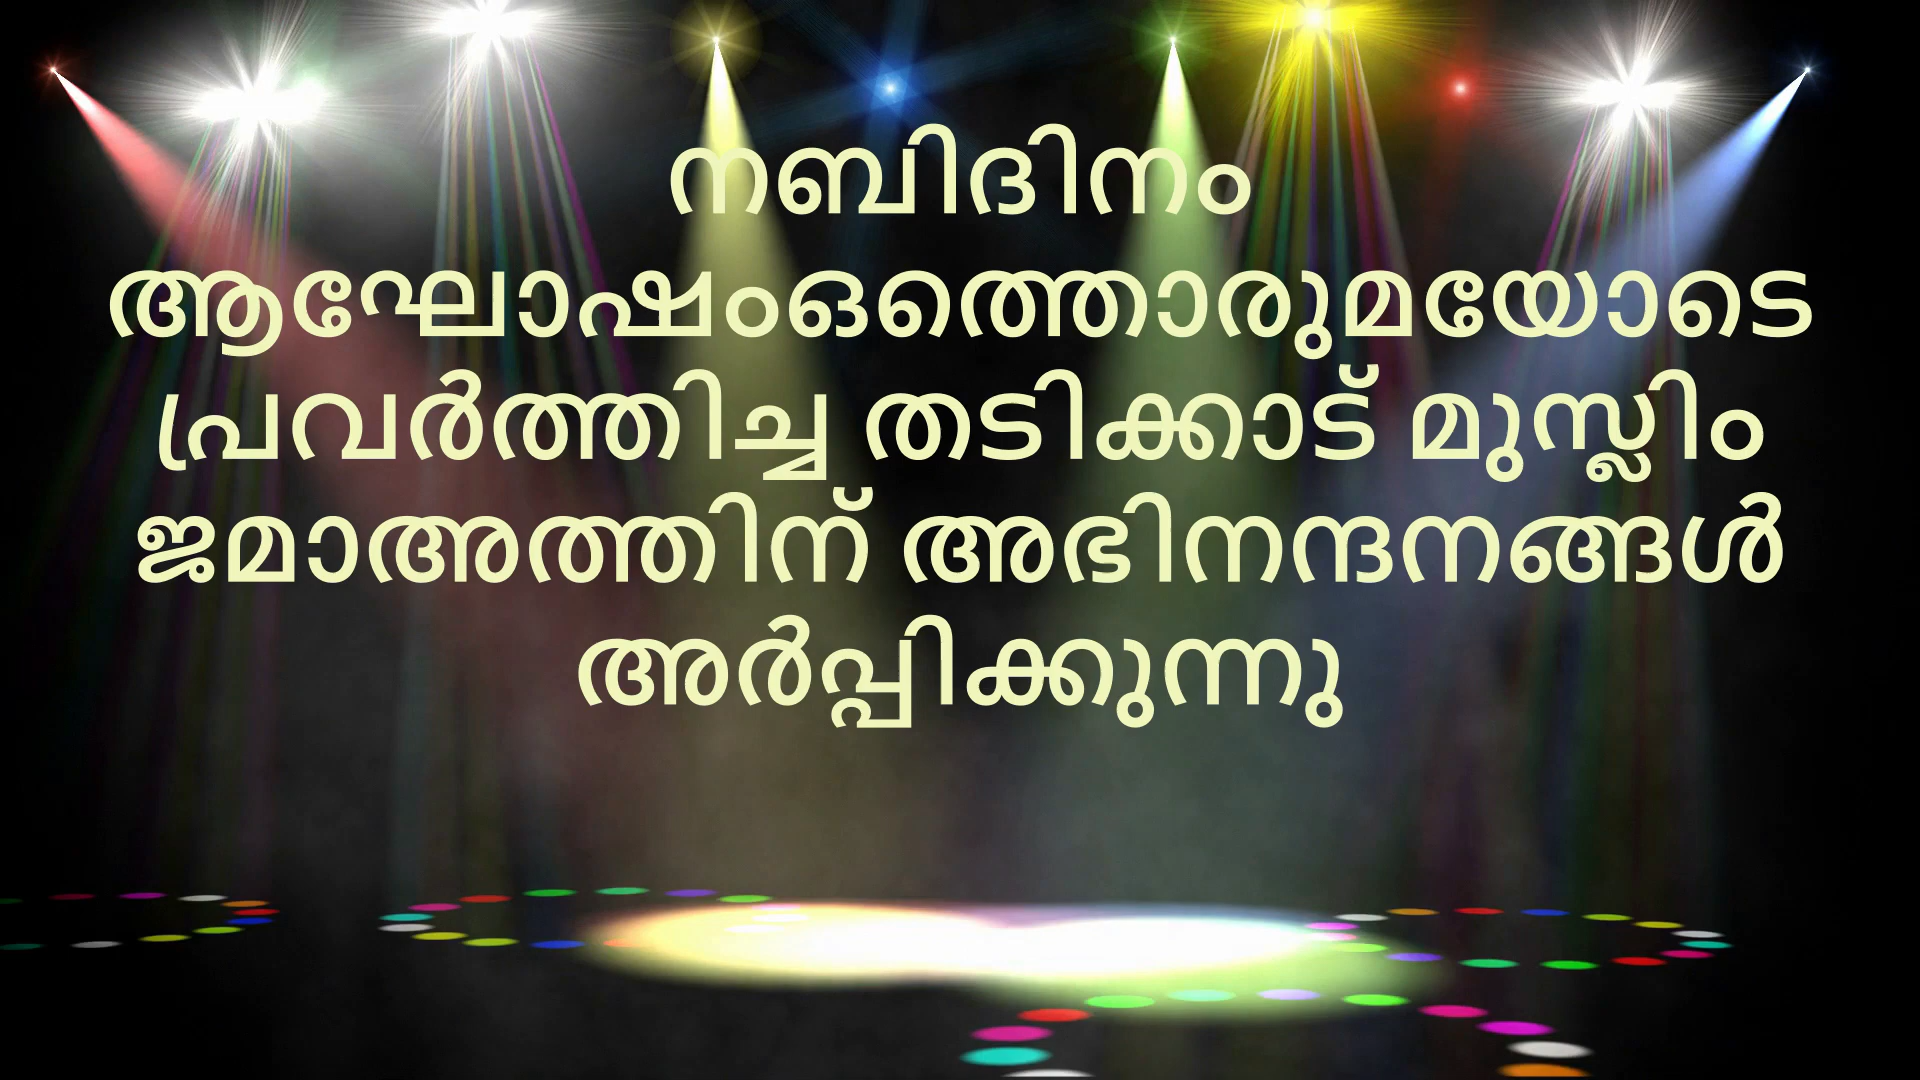 നബിദിനം
ആഘോഷംഒത്തൊരുമയോടെ
പ്രവർത്തിച്ച തടിക്കാട് മുസ്ലിം
ജമാഅത്തിന് അഭിനന്ദനങ്ങൾ
അർപ്പിക്കുന്നു